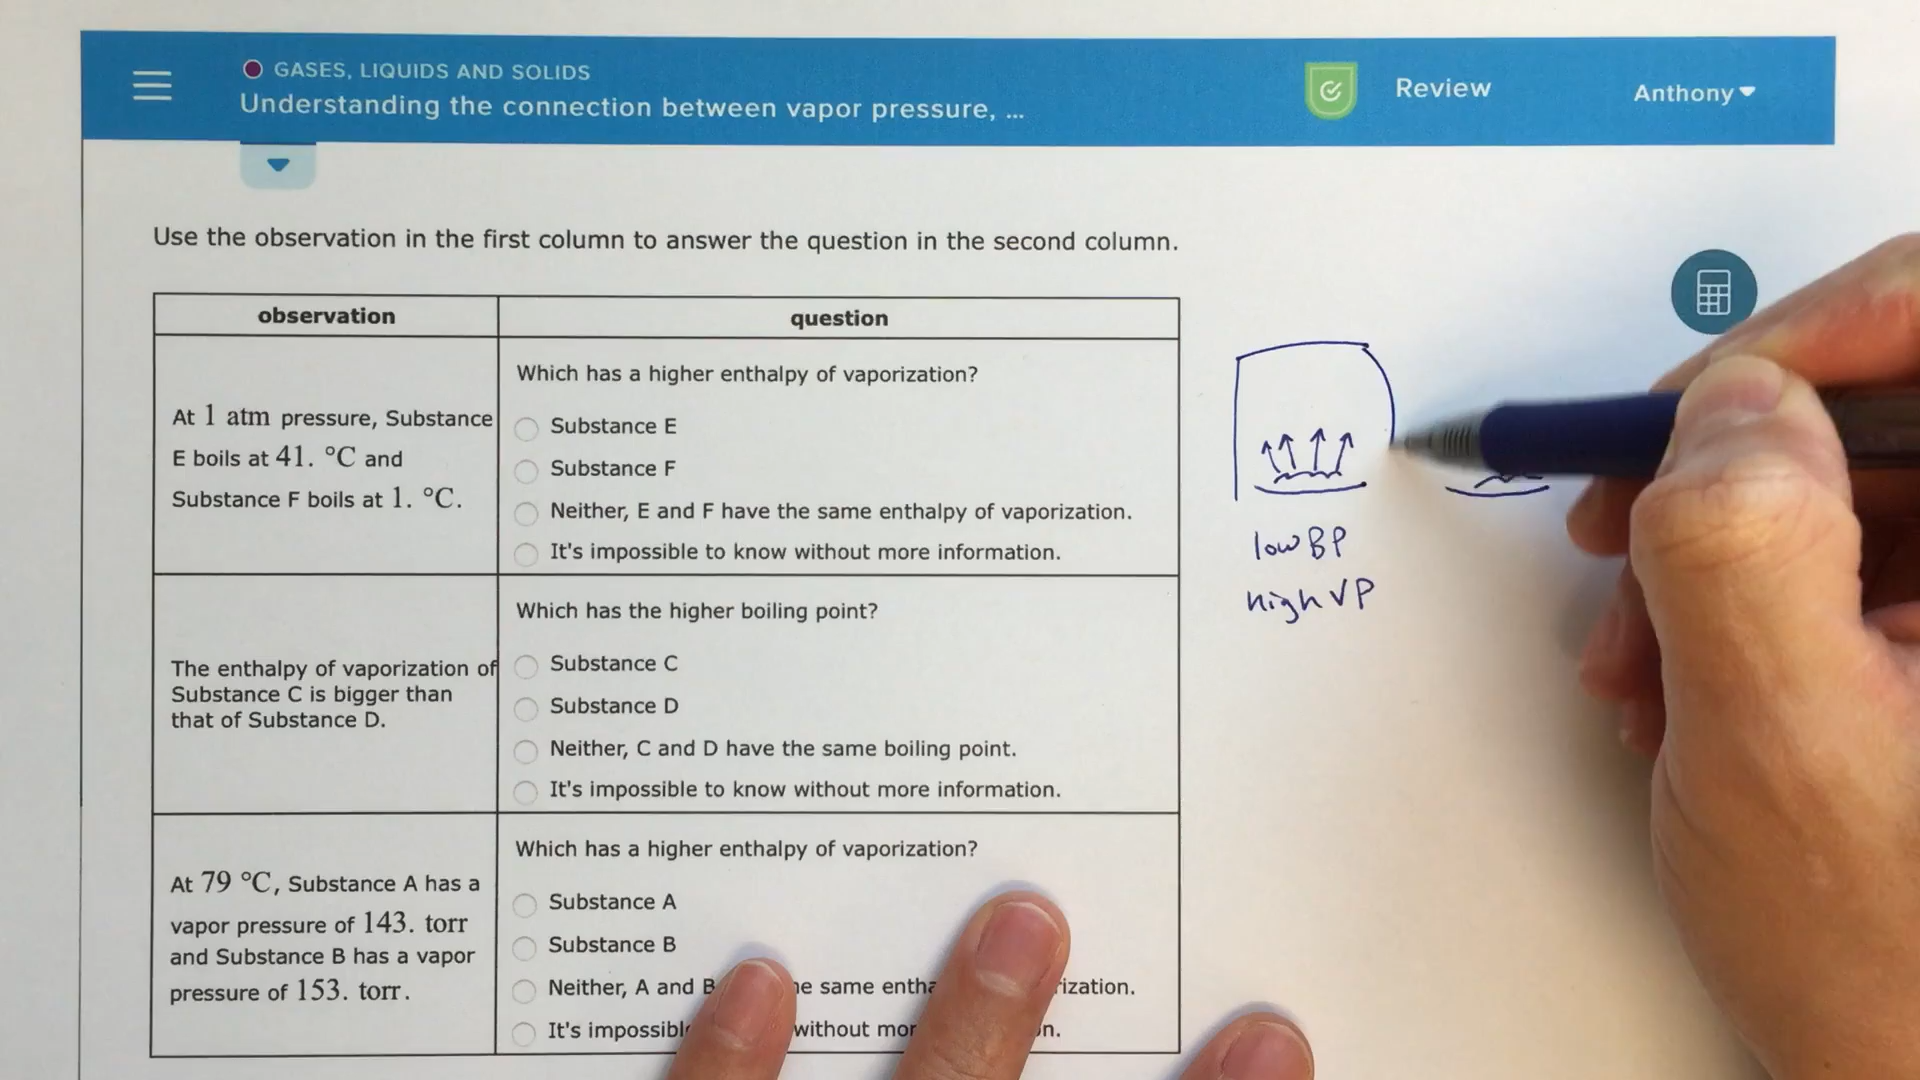 GASES, LIQUIDS AND SOLIDS
Understanding the connection between vapor pressure, ...
Review
Anthony
Use the observation in the first column to answer the question in the second column.
observation
question
At 1 atm pressure, Substance
E boils at 41. °C and
Substance F boils at 1. °C.
Which has a higher enthalpy of vaporization?
Substance E
Substance F
Neither, E and F have the same enthalpy of vaporization.
It's impossible to know without more information.
The enthalpy of vaporization of
Substance C is bigger than
that of Substance D.
Which has the higher boiling point?
Substance C
Substance D
Neither, C and D have the same boiling point.
It's impossible to know without more information.
At 79 °C, Substance A has a
vapor pressure of 143. torr
and Substance B has a vapor
pressure of 153. torr.
Which has a higher enthalpy of vaporization?
Substance A
Substance B
Neither, A and B same
It's without
low BP
high VP